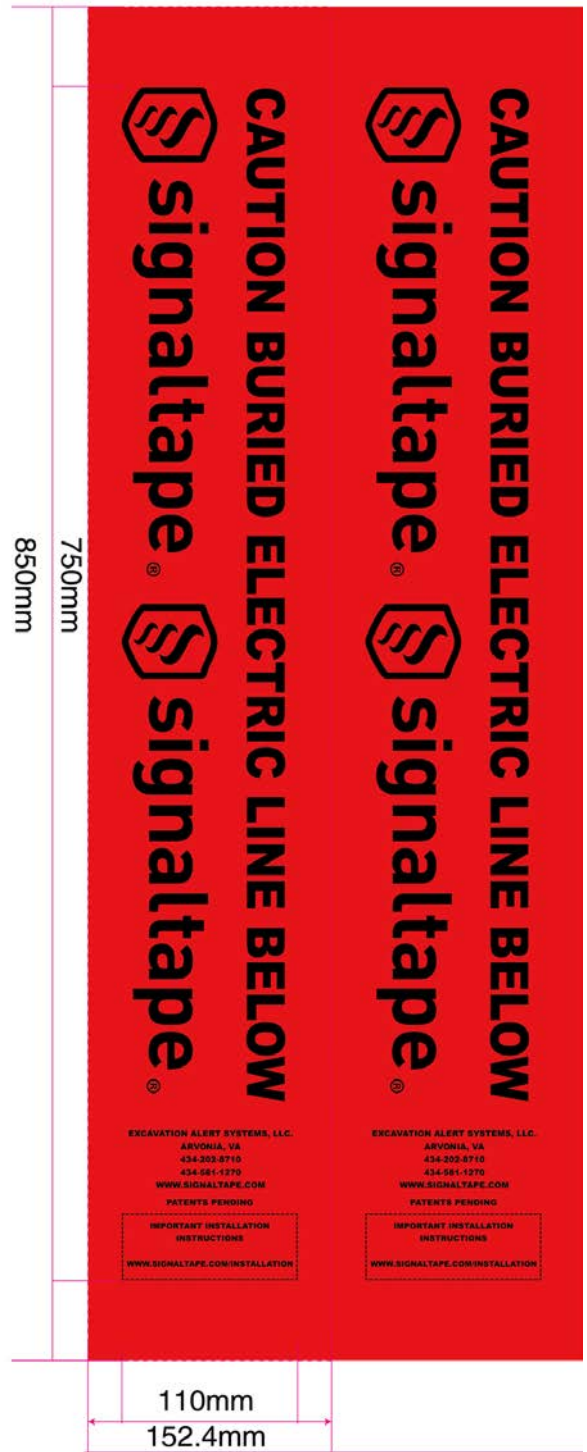 CAUTION BURIED ELECTRIC LINE BELOW
signaltape® signaltape®
EXCAVATION ALERT SYSTEMS, LLC.
ARVONIA, VA
434-202-8710
434-581-1270
WWW.SIGNALTAPE.COM
PATENTS PENDING
IMPORTANT INSTALLATION
INSTRUCTIONS
WWW.SIGNALTAPE.COM/INSTALLATION
CAUTION BURIED ELECTRIC LINE BELOW
signaltape® signaltape®
EXCAVATION ALERT SYSTEMS, LLC.
ARVONIA, VA
434-202-8710
434-581-1270
WWW.SIGNALTAPE.COM
PATENTS PENDING
IMPORTANT INSTALLATION
INSTRUCTIONS
WWW.SIGNALTAPE.COM/INSTALLATION
750mm
850mm
110mm
152.4mm